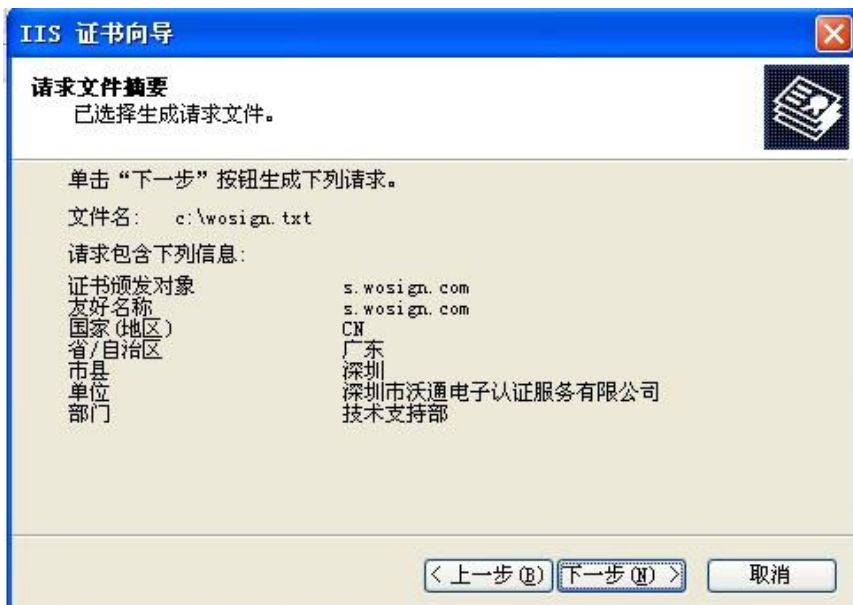 IIS 证书向导
请求文件摘要
已选择生成请求文件。
单击“下一步”按钮生成下列请求。
文件名: c:\wosign.txt
请求包含下列信息:
证书颁发对象 s.wosign.com
友好名称 s.wosign.com
国家(地区) CN
省/自治区 广东
市县 深圳
单位 深圳市沃通电子认证服务有限公司
部门 技术支持部
< 上一步(B) 下一步(N) > 取消